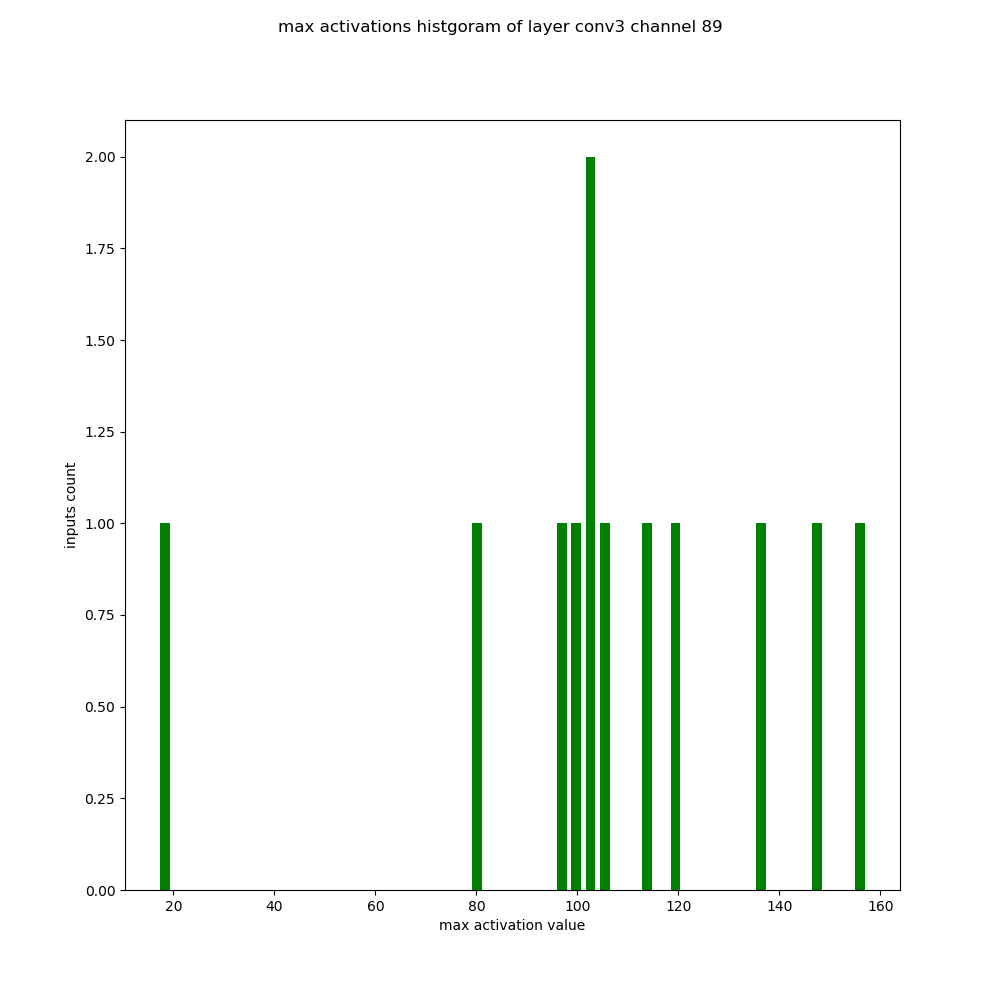 max activations histgoram of layer conv3 channel 89
2.00
1.75
1.50
1.25
1.00
0.75
0.50
0.25
0.00
inputs count
20 40 60 80 100 120 140 160
max activation value